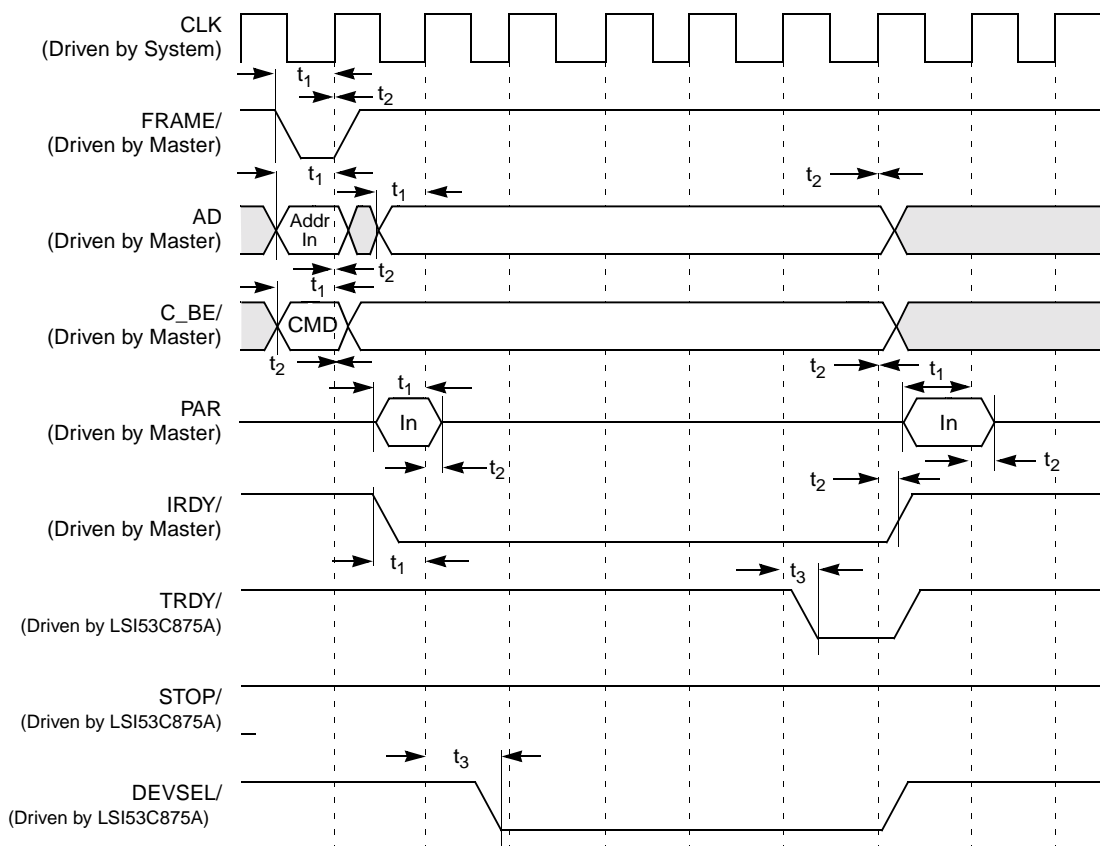 CLK
(Driven by System)
t1
t2
FRAME/
(Driven by Master)
t1
t1
t2
AD
(Driven by Master)
Addr
In
t2
t1
C_BE/
(Driven by Master)
CMD
t2
t2
t1
t1
PAR
(Driven by Master)
In
In
t2
t2
t2
IRDY/
(Driven by Master)
t1
t3
TRDY/
(Driven by LSI53C875A)
STOP/
(Driven by LSI53C875A)
t3
DEVSEL/
(Driven by LSI53C875A)